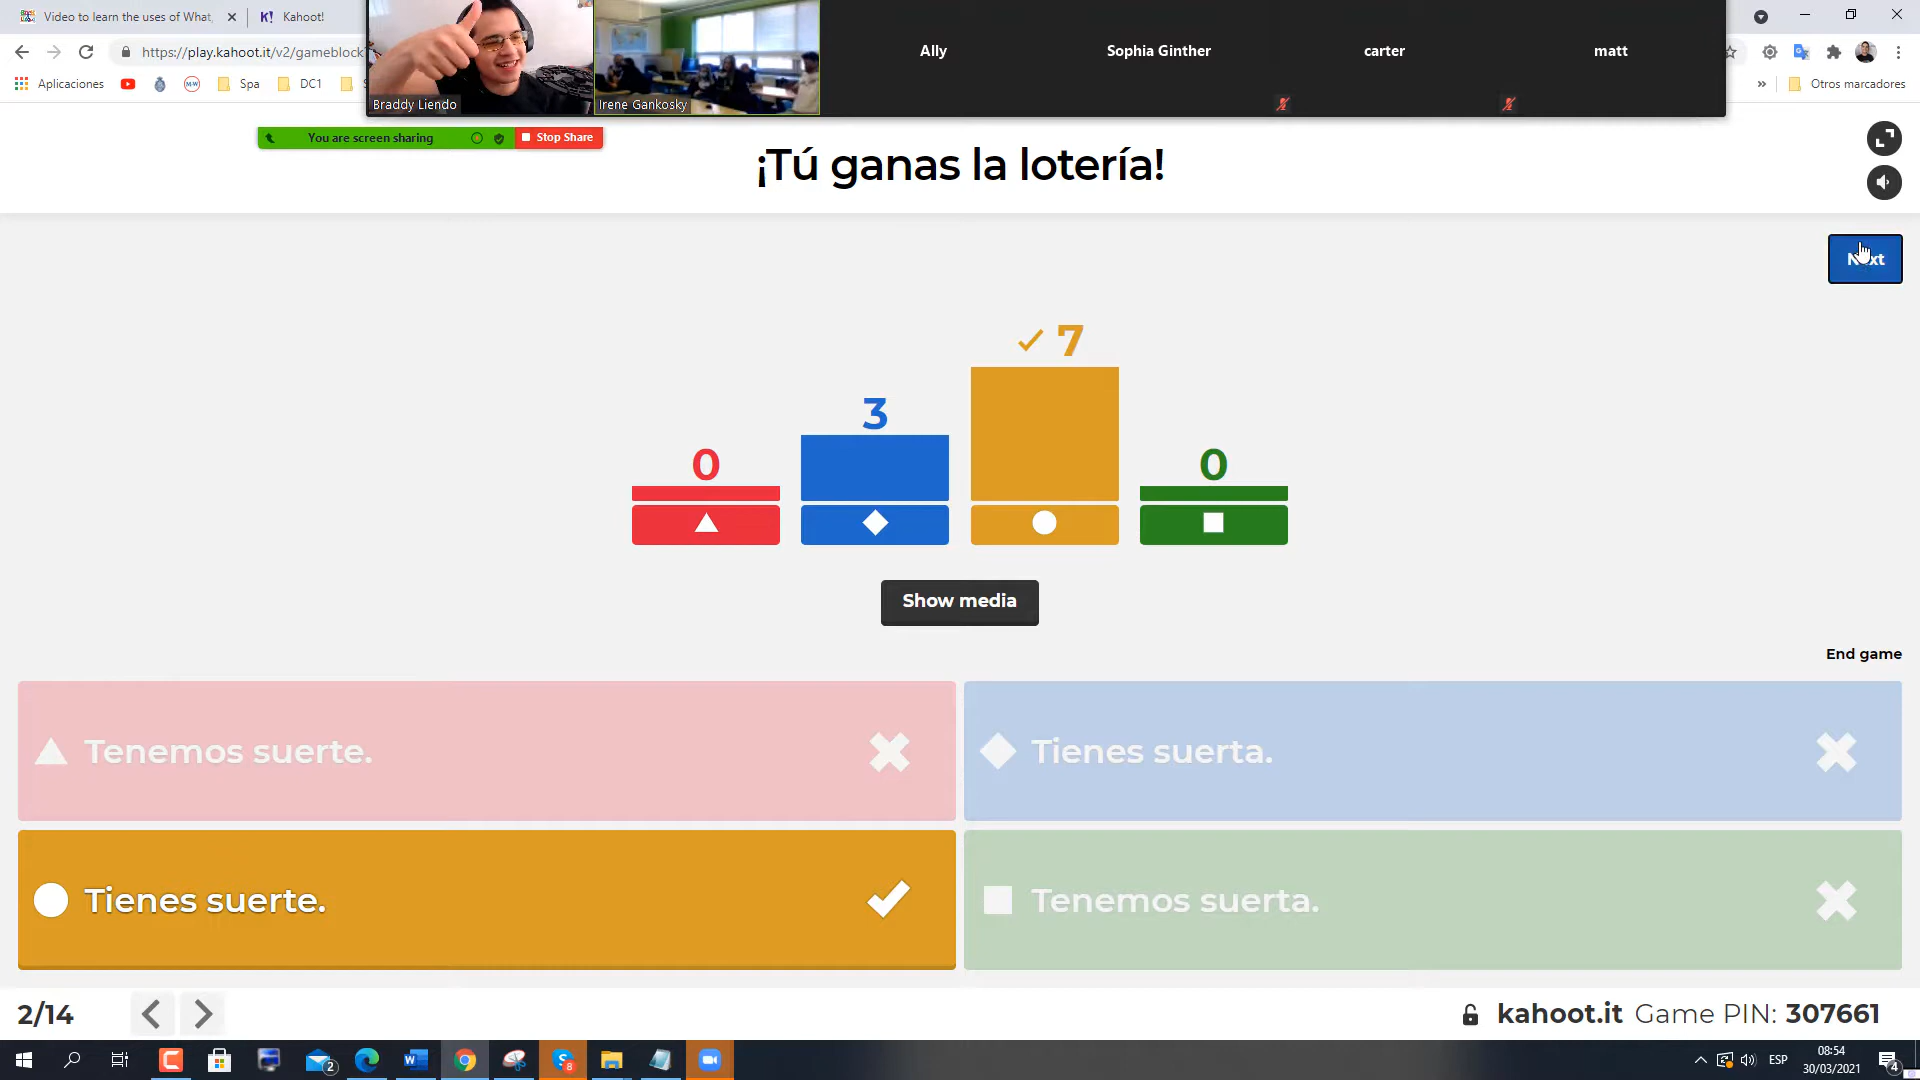 Video to learn the uses of What,
Kahoot!
https://play.kahoot.it/v2/gameblock
Aplicaciones
Spa
DC1
Otros marcadores
Braddy Liendo
Irene Gankosky
Ally
Sophia Ginther
carter
matt
You are screen sharing
Stop Share
¡Tú ganas la lotería!
Next
0
3
7
0
Show media
End game
Tenemos suerte.
Tienes suerta.
Tienes suerte.
Tenemos suerta.
2/14
kahoot.it Game PIN: 307661
2
8
ESP
08:54
30/03/2021
4